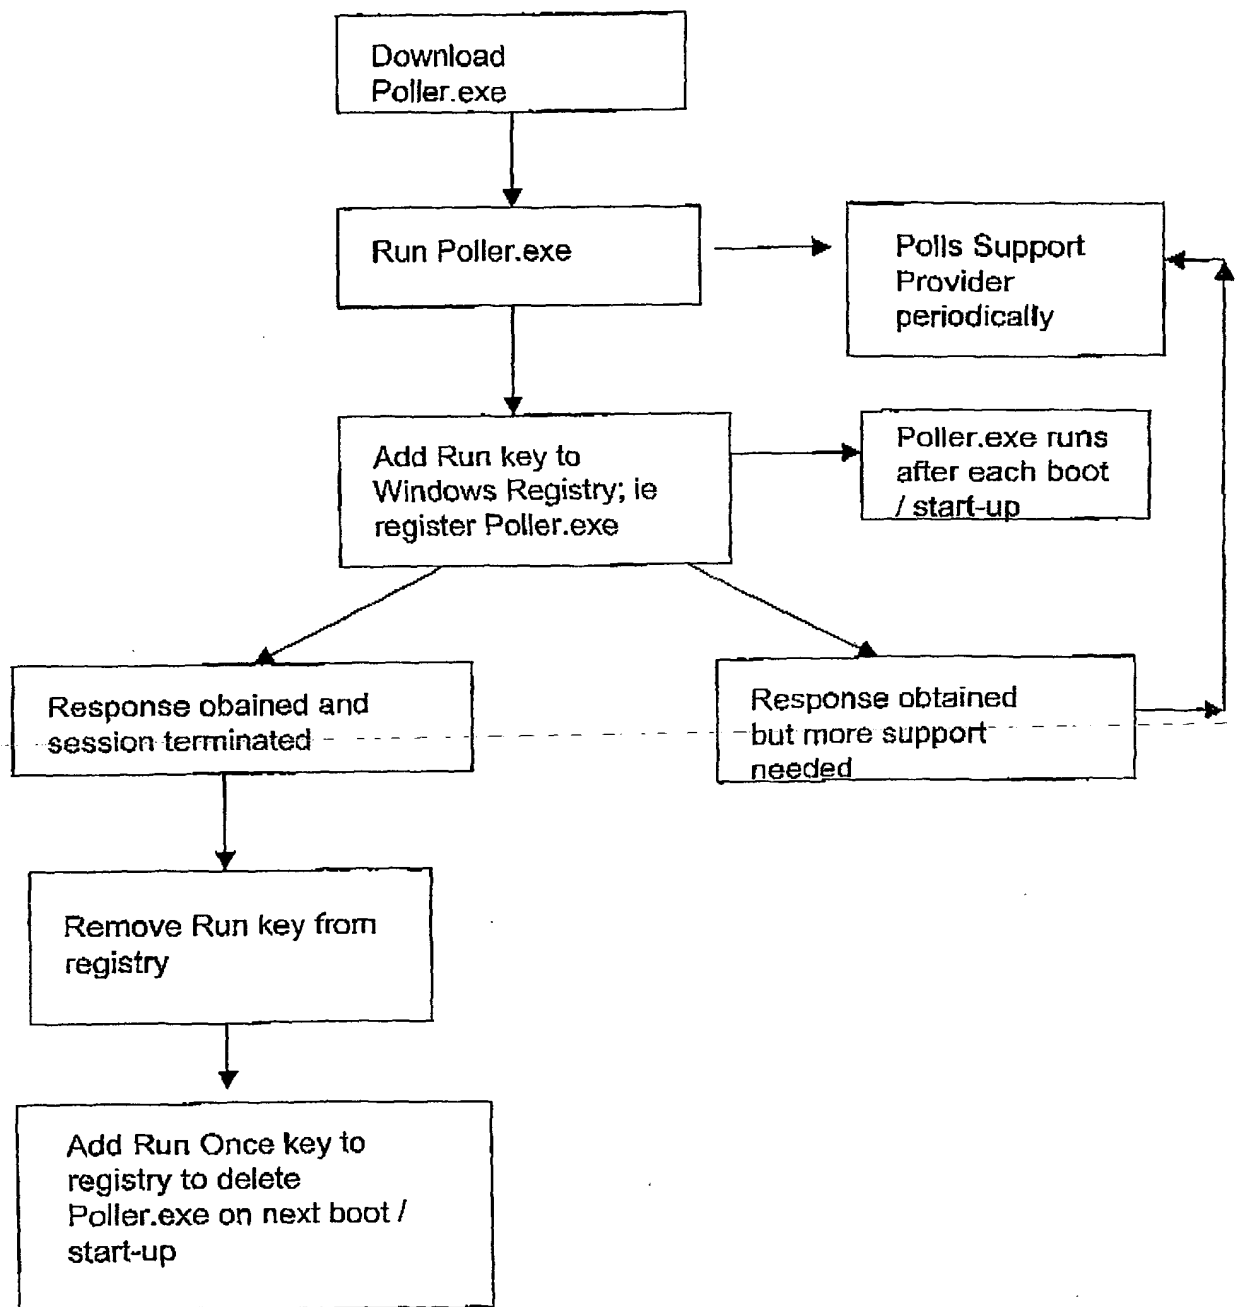 Download
Poller.exe
Run Poller.exe
Polls Support
Provider
periodically
Add Run key to
Windows Registry; ie
register Poller.exe
Poller.exe runs
after each boot
/ start-up
Response obained and
session terminated
Response obtained
but more support
needed
Remove Run key from
registry
Add Run Once key to
registry to delete
Poller.exe on next boot /
start-up